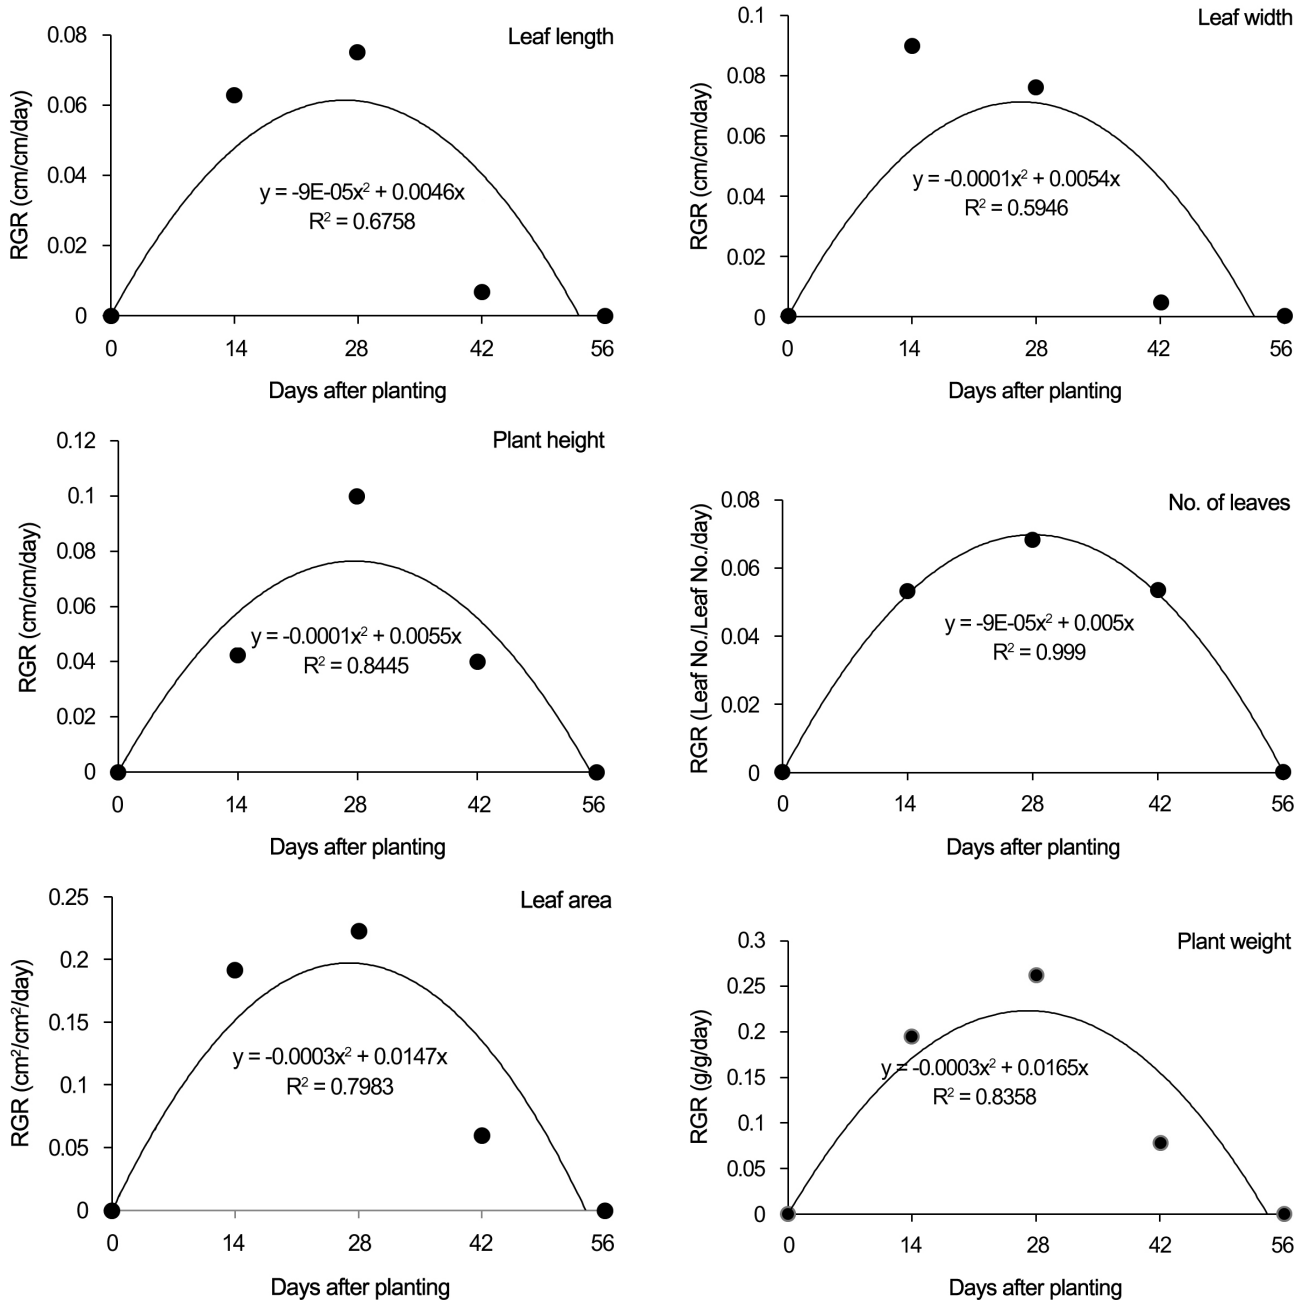 Leaf length
RGR (cm/cm/day)
0.08
0.06
0.04
0.02
0
y = -9E-05x² + 0.0046x
R² = 0.6758
0 14 28 42 56
Days after planting
Leaf width
RGR (cm/cm/day)
0.1
0.08
0.06
0.04
0.02
0
y = -0.0001x² + 0.0054x
R² = 0.5946
0 14 28 42 56
Days after planting
Plant height
RGR (cm/cm/day)
0.12
0.1
0.08
0.06
0.04
0.02
0
y = -0.0001x² + 0.0055x
R² = 0.8445
0 14 28 42 56
Days after planting
No. of leaves
RGR (Leaf No./Leaf No./day)
0.08
0.06
0.04
0.02
0
y = -9E-05x² + 0.005x
R² = 0.999
0 14 28 42 56
Days after planting
Leaf area
RGR (cm²/cm²/day)
0.25
0.2
0.15
0.1
0.05
0
y = -0.0003x² + 0.0147x
R² = 0.7983
0 14 28 42 56
Days after planting
Plant weight
RGR (g/g/day)
0.3
0.25
0.2
0.15
0.1
0.05
0
y = -0.0003x² + 0.0165x
R² = 0.8358
0 14 28 42 56
Days after planting